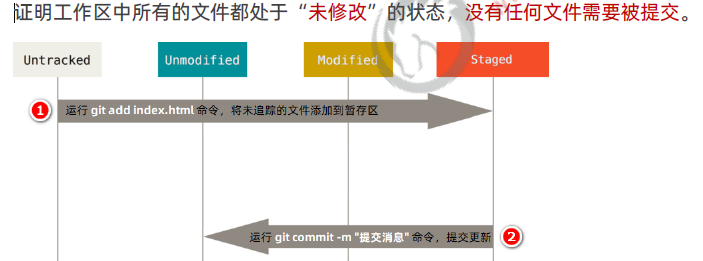 证明工作区中所有的文件都处于“未修改”的状态，没有任何文件需要被提交。
Untracked Unmodified Modified Staged
1 运行 git add index.html 命令，将未追踪的文件添加到暂存区
运行 git commit -m "提交消息" 命令，提交更新 2